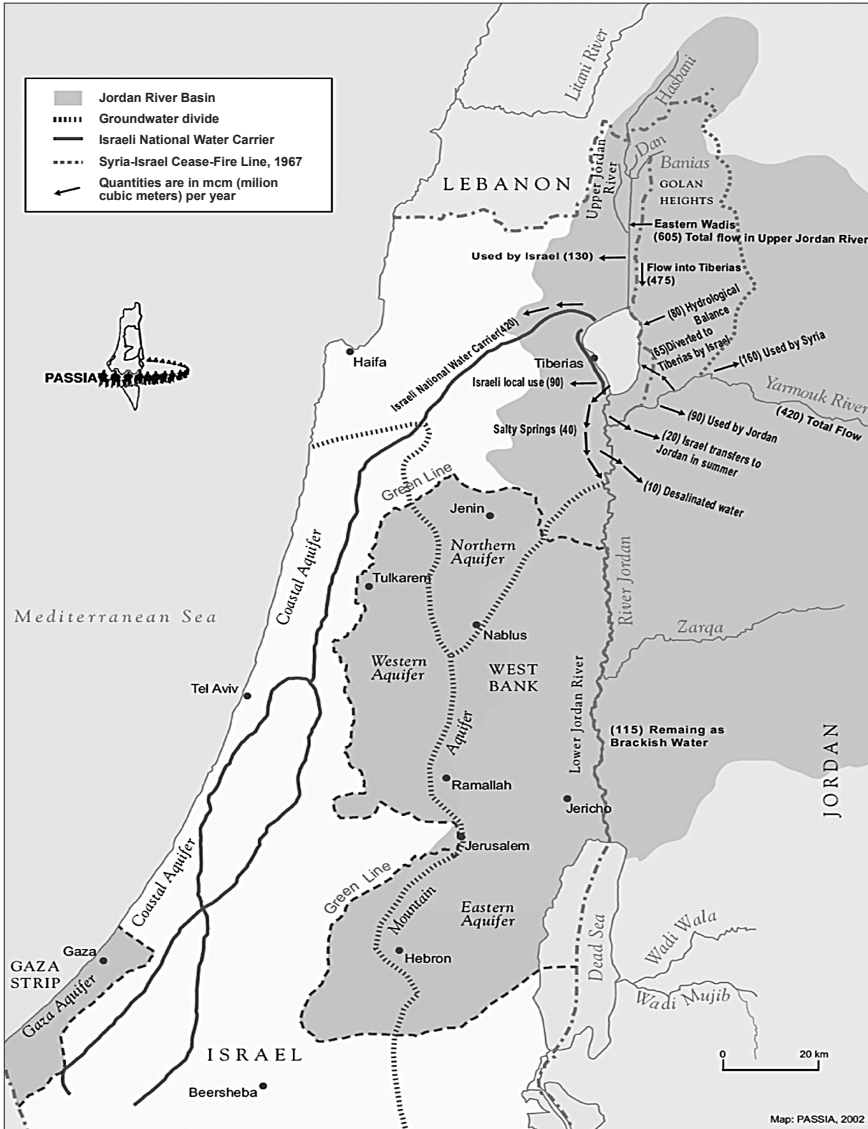 Jordan River Basin
Groundwater divide
Israeli National Water Carrier
Syria-Israel Cease-Fire Line, 1967
Quantities are in mcm (milion
cubic meters) per year
Litani River
Hasbani
Dan
Banias
Upper Jordan
River
GOLAN
HEIGHTS
LEBANON
Eastern Wadis
(605) Total flow in Upper Jordan River
Used by Israel (130)
Flow into Tiberias
(475)
(80) Hydrological
Balance
(65)Diverted to
Tiberias by Israel
(160) Used by Syria
Yarmouk River
(420) Total Flow
Haifa
PASSIA
Israeli National Water Carrier(420)
Tiberias
Israeli local use (90)
(90) Used by Jordan
Salty Springs (40)
(20) Israel transfers to
Jordan in summer
(10) Desalinated water
Green Line
Jenin
Northern
Aquifer
Coastal Aquifer
Tulkarem
River Jordan
Mediterranean Sea
Zarqa
Nablus
Western
Aquifer
WEST
BANK
Tel Aviv
Aquifer
Lower Jordan River
(115) Remaing as
Brackish Water
JORDAN
Ramallah
Jericho
Jerusalem
Coastal Aquifer
Green Line
Mountain
Eastern
Aquifer
Dead Sea
Wadi Wala
Wadi Mujib
Gaza
GAZA
STRIP
Gaza Aquifer
Hebron
ISRAEL
Beersheba
0 20 km
Map: PASSIA, 2002